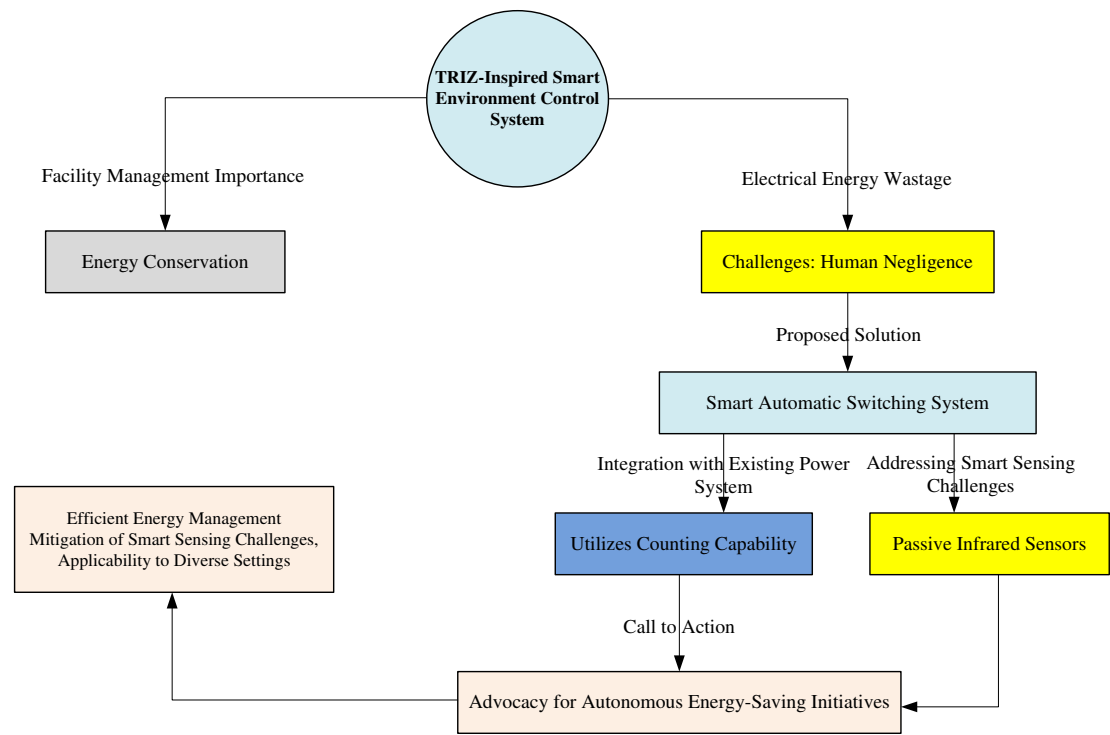 TRIZ-Inspired Smart
Environment Control
System
Facility Management Importance
Electrical Energy Wastage
Energy Conservation
Challenges: Human Negligence
Proposed Solution
Smart Automatic Switching System
Integration with Existing Power
System
Addressing Smart Sensing
Challenges
Efficient Energy Management
Mitigation of Smart Sensing Challenges,
Applicability to Diverse Settings
Utilizes Counting Capability
Passive Infrared Sensors
Call to Action
Advocacy for Autonomous Energy-Saving Initiatives